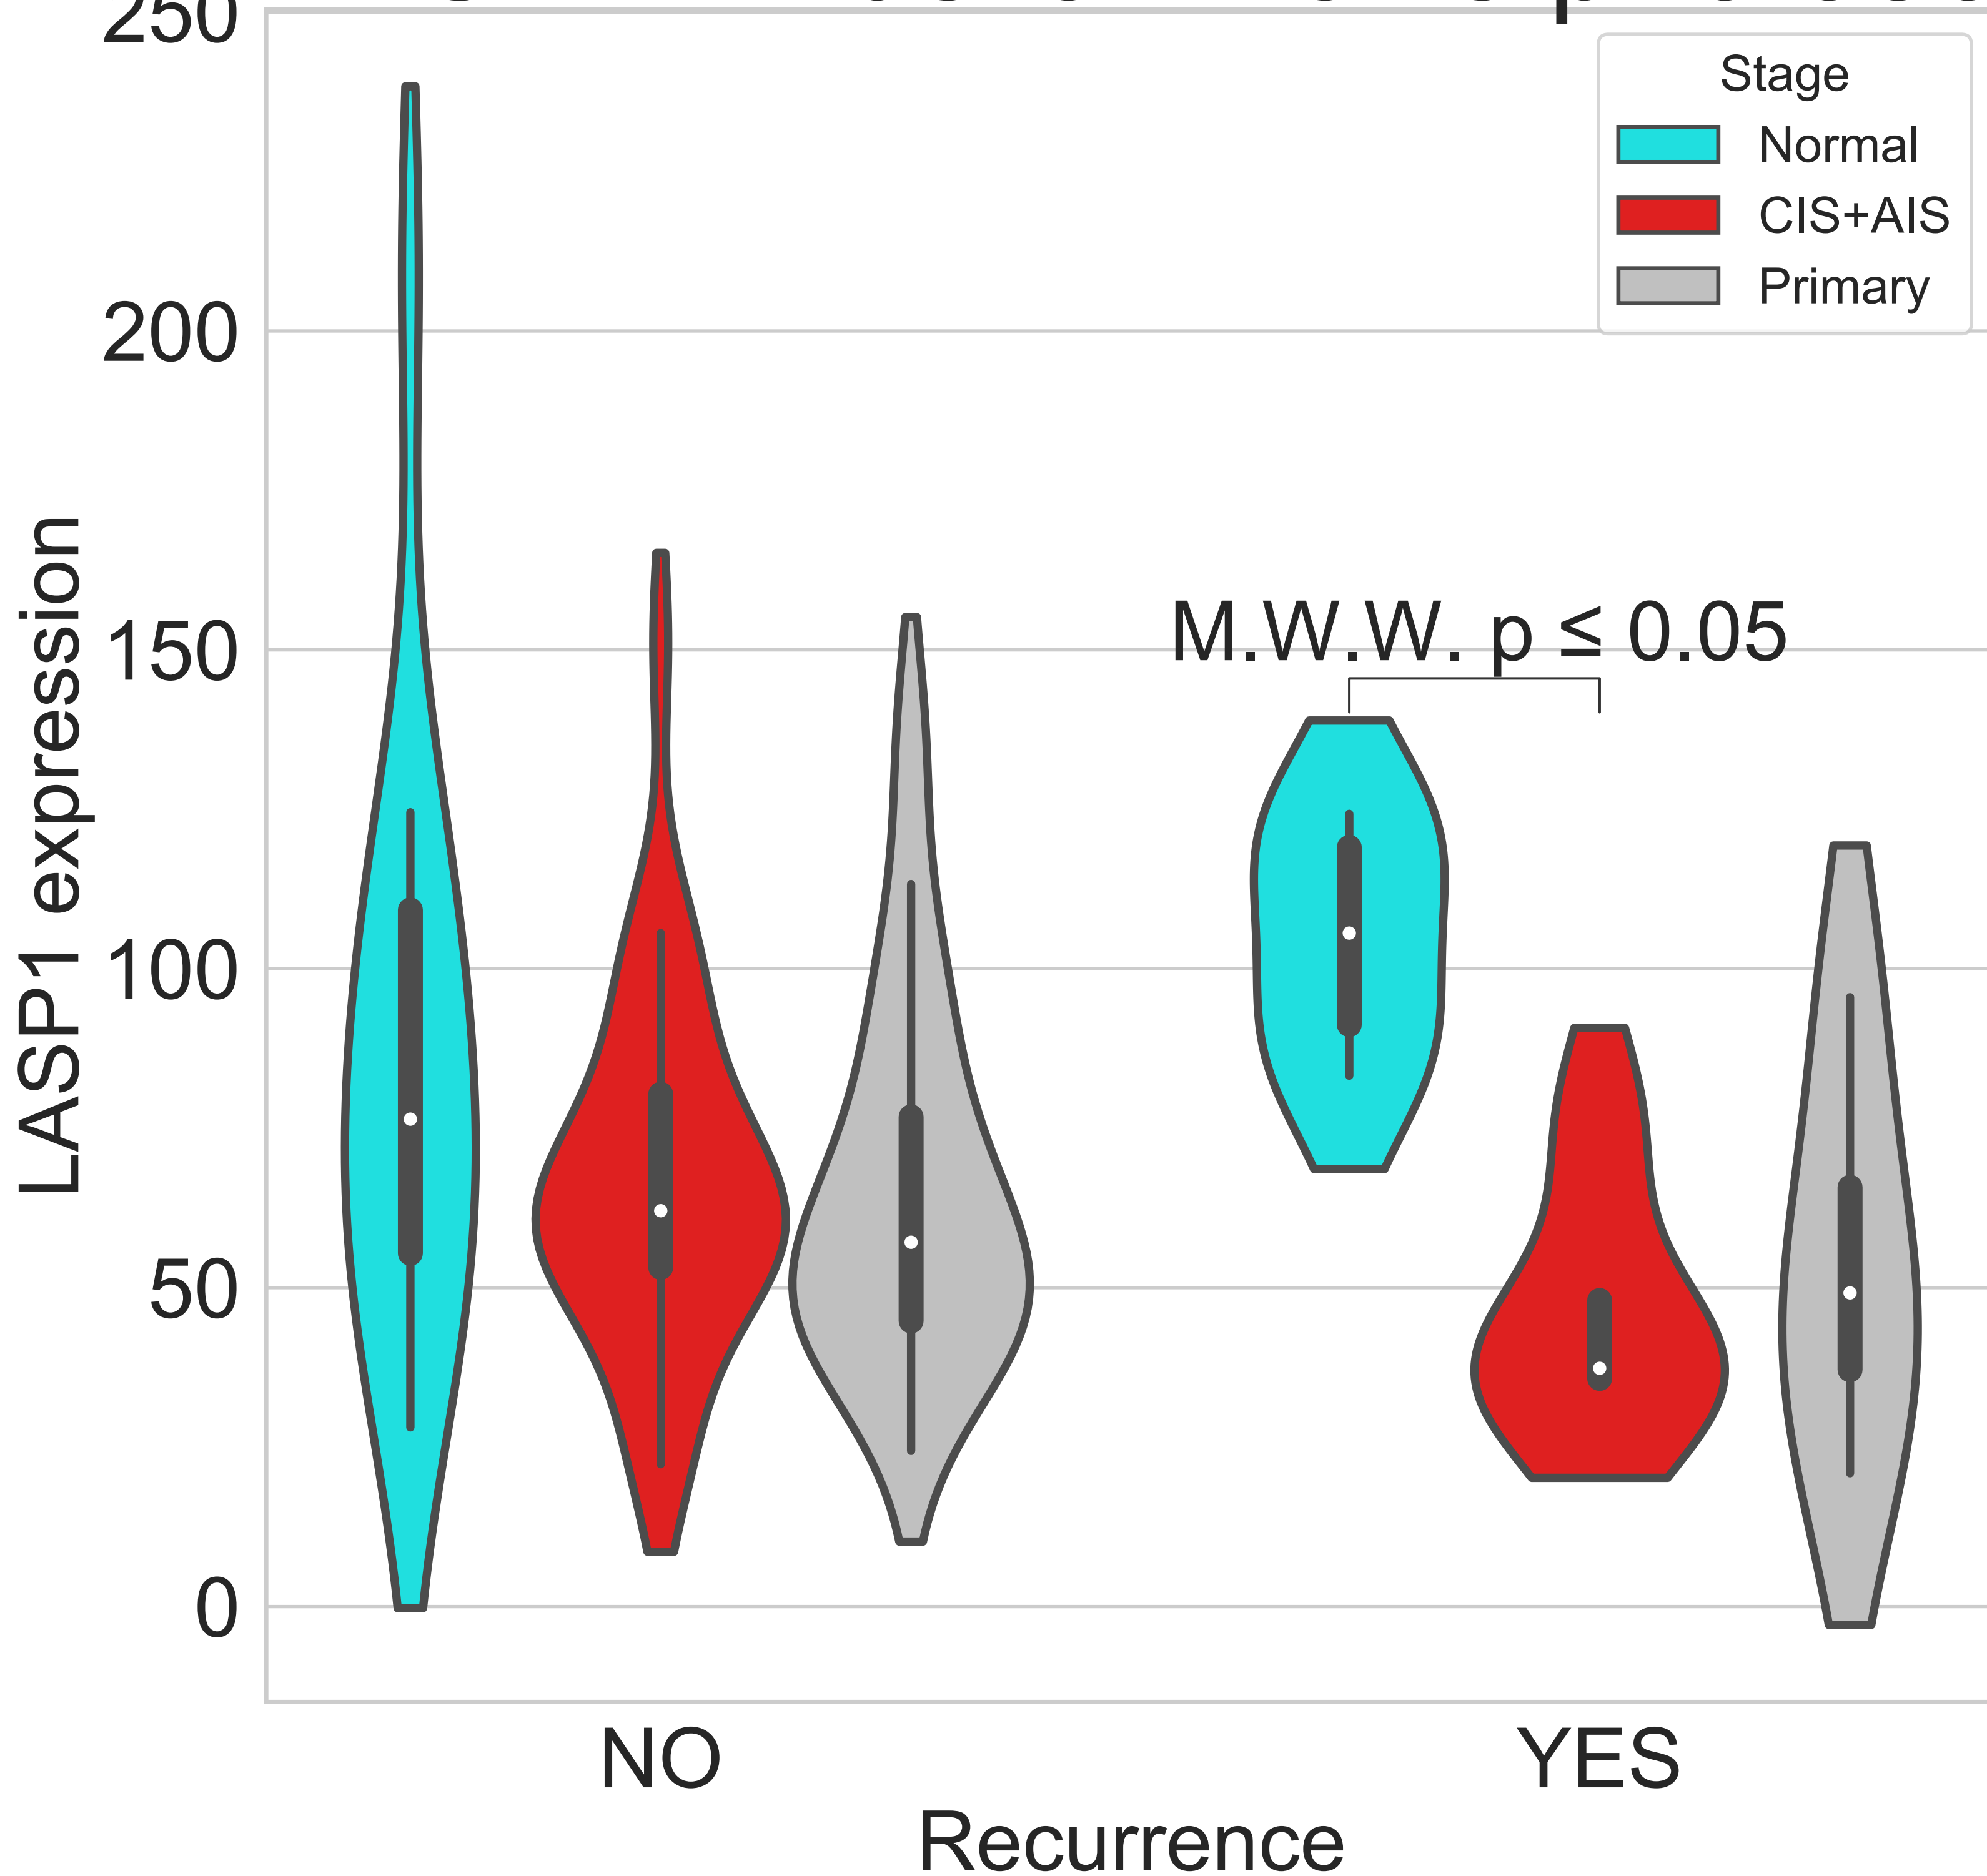 250
200
150
100
50
0
LASP1 expression
Stage
Normal
CIS+AIS
Primary
M.W.W. p ≤ 0.05
NO
YES
Recurrence